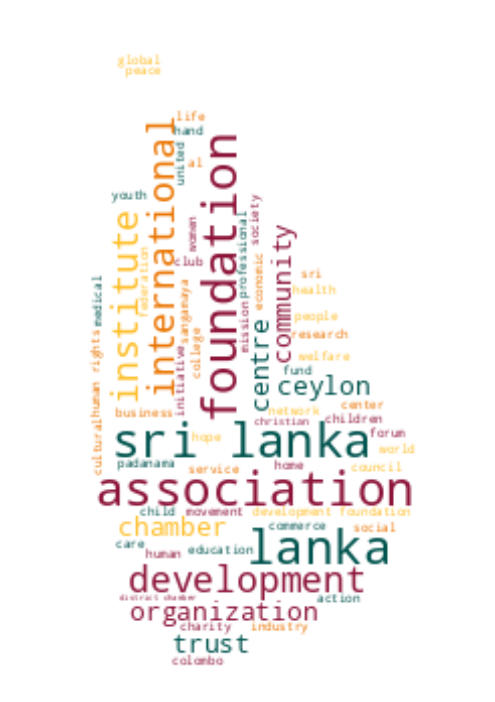 global
peace
life
hand
united
al
international
foundation
youth
institute
federation
women
club
professional
society
community
economic
mission
sri
health
medical
sangamaya
people
research
centre
college
initiative
welfare
fund
ceylon
human rights
cultural
business
network
center
christian
children
sri lanka
hope
forum
world
padanama
service
home
council
association
child
movement
development foundation
chamber
commerce
social
care
human
education
lanka
development
district chamber
action
organization
charity
industry
trust
colombo